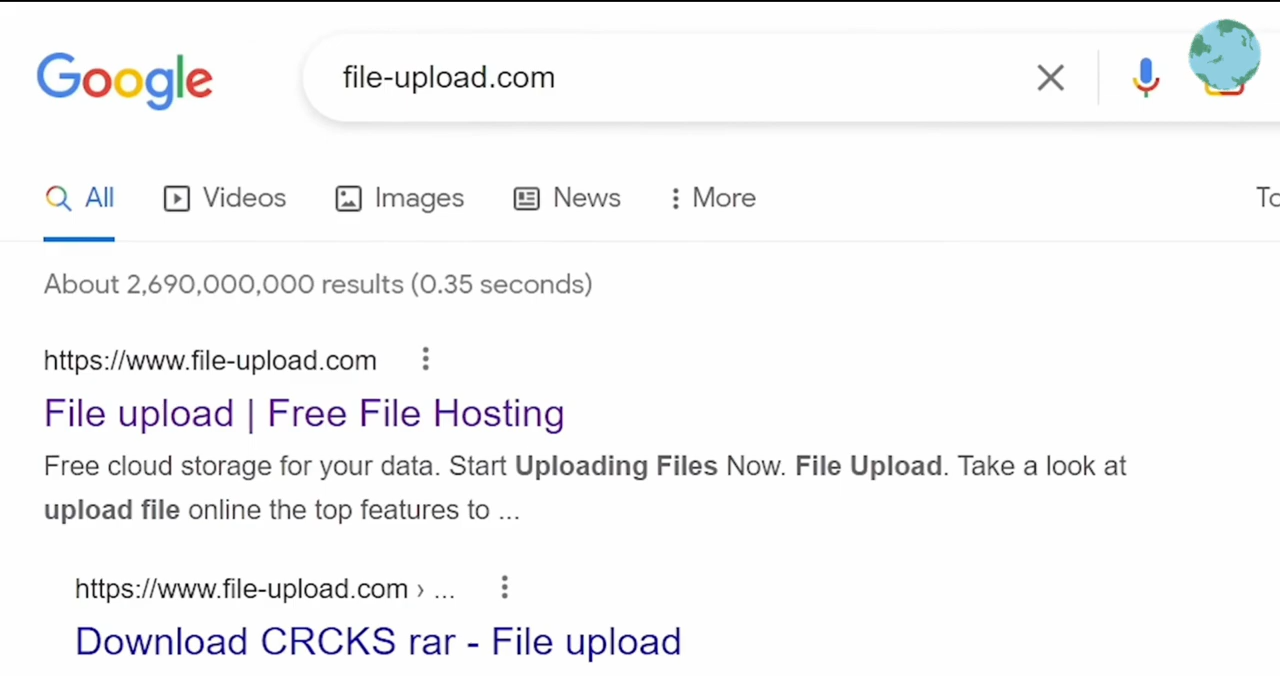 Google
file-upload.com
All Videos Images News More
About 2,690,000,000 results (0.35 seconds)
https://www.file-upload.com
File upload | Free File Hosting
Free cloud storage for your data. Start Uploading Files Now. File Upload. Take a look at
upload file online the top features to ...
https://www.file-upload.com › ...
Download CRCKS rar - File upload